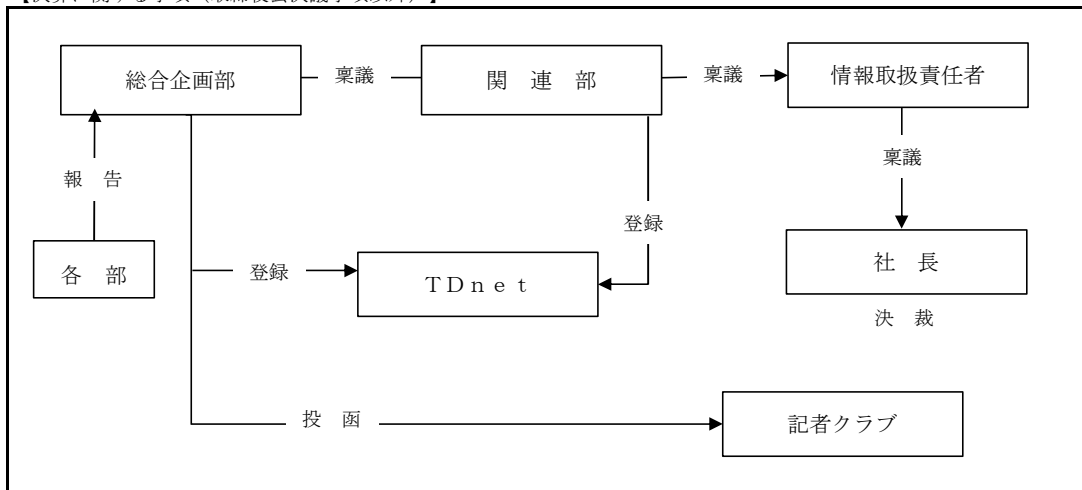 総合企画部
稟議
関 連 部
稟議
情報取扱責任者
報 告
稟議
登録
各 部
登録
TDnet
社 長
決 裁
投 函
記者クラブ